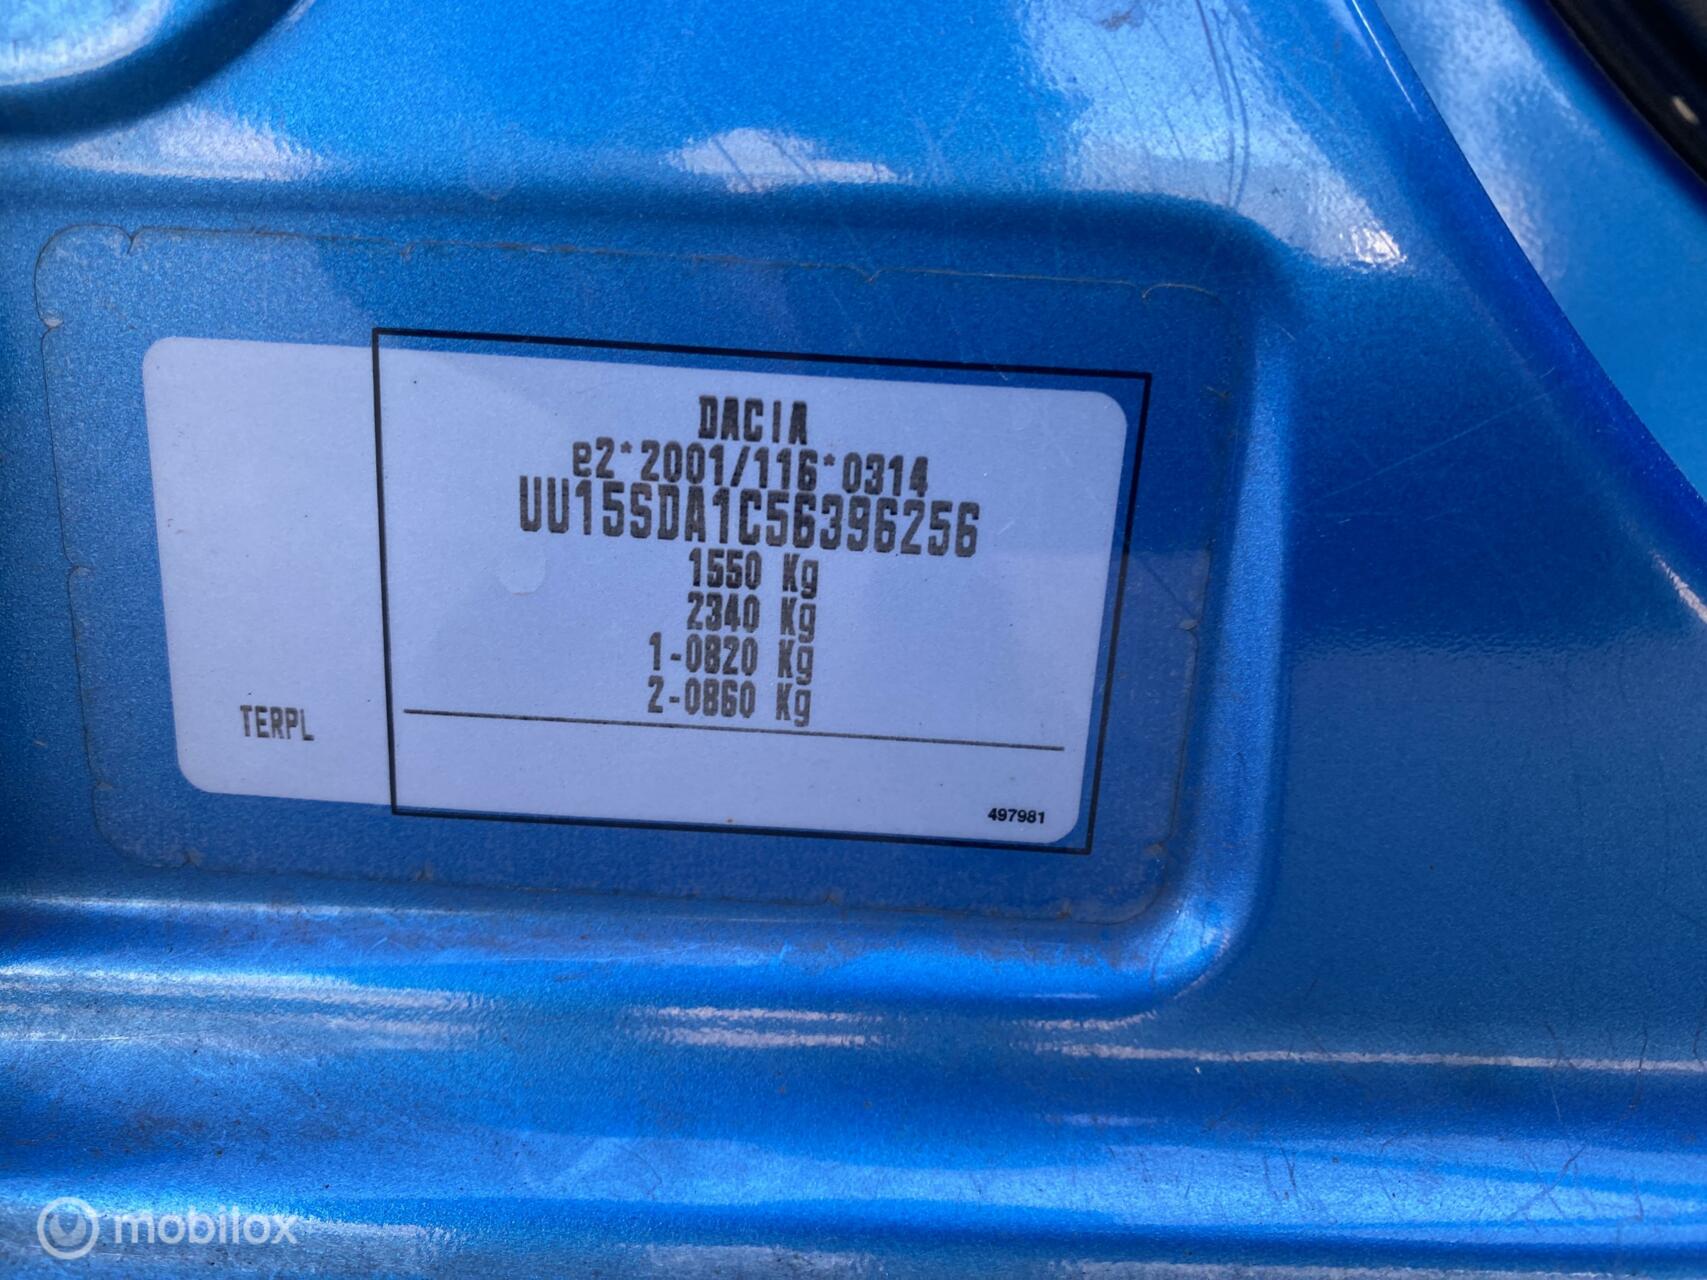 DACIA
e2*2001/116*0314
UU15SDA1C56396256
1550 Kg
2340 Kg
1-0820 Kg
2-0860 Kg
TERPL
497981
mobilox